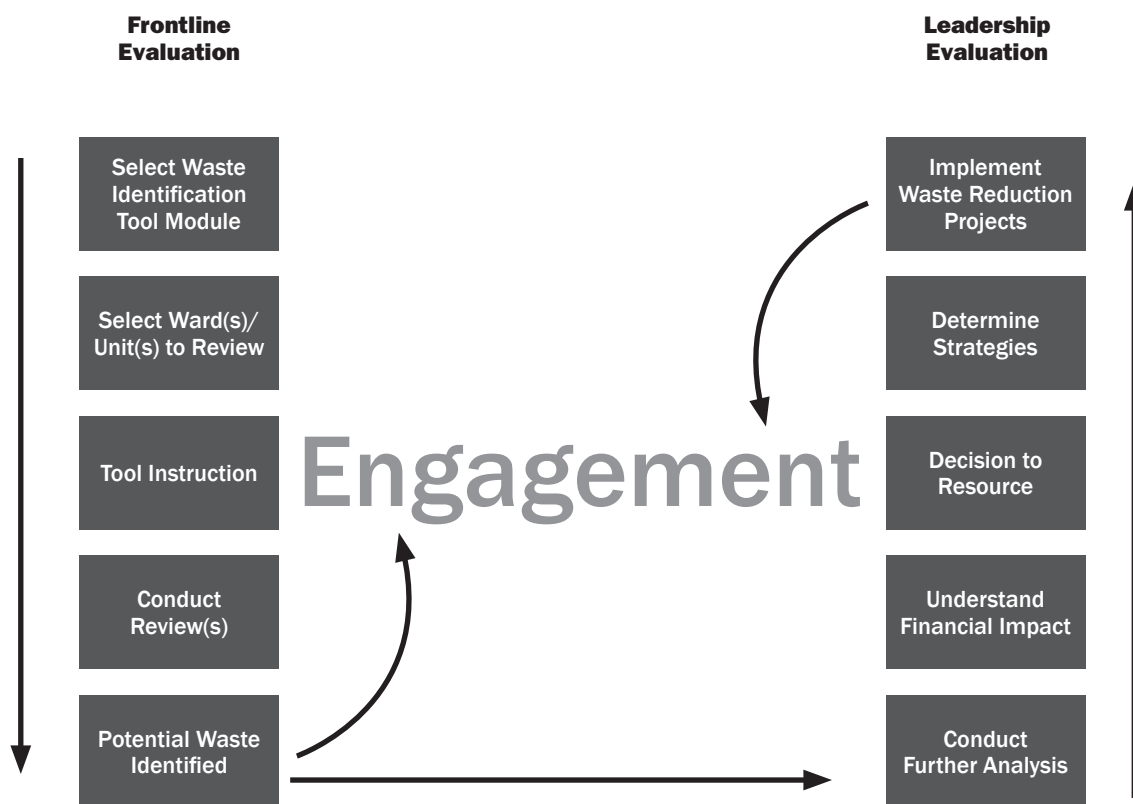 Frontline
Evaluation
Select Waste
Identification
Tool Module
Select Ward(s)/
Unit(s) to Review
Tool Instruction
Conduct
Review(s)
Potential Waste
Identified
Engagement
Leadership
Evaluation
Implement
Waste Reduction
Projects
Determine
Strategies
Decision to
Resource
Understand
Financial Impact
Conduct
Further Analysis